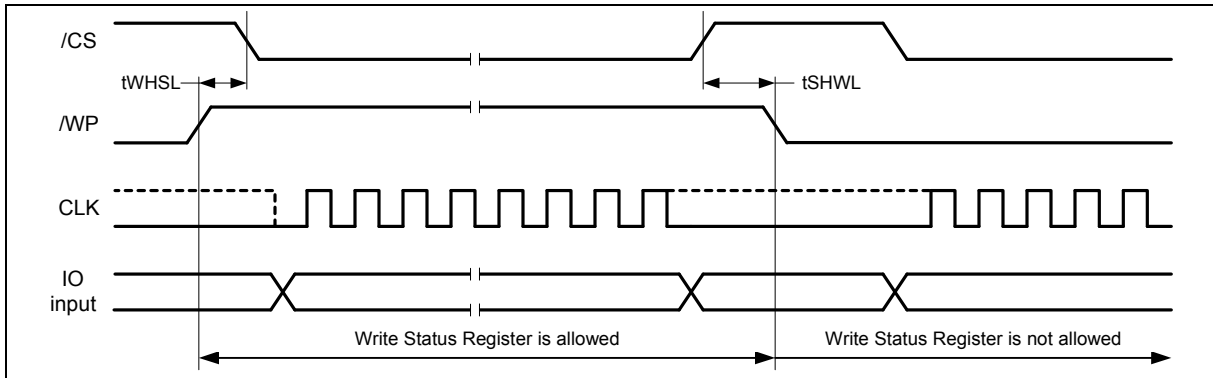 /CS
tWHSL
tSHWL
/WP
CLK
IO
input
Write Status Register is allowed
Write Status Register is not allowed